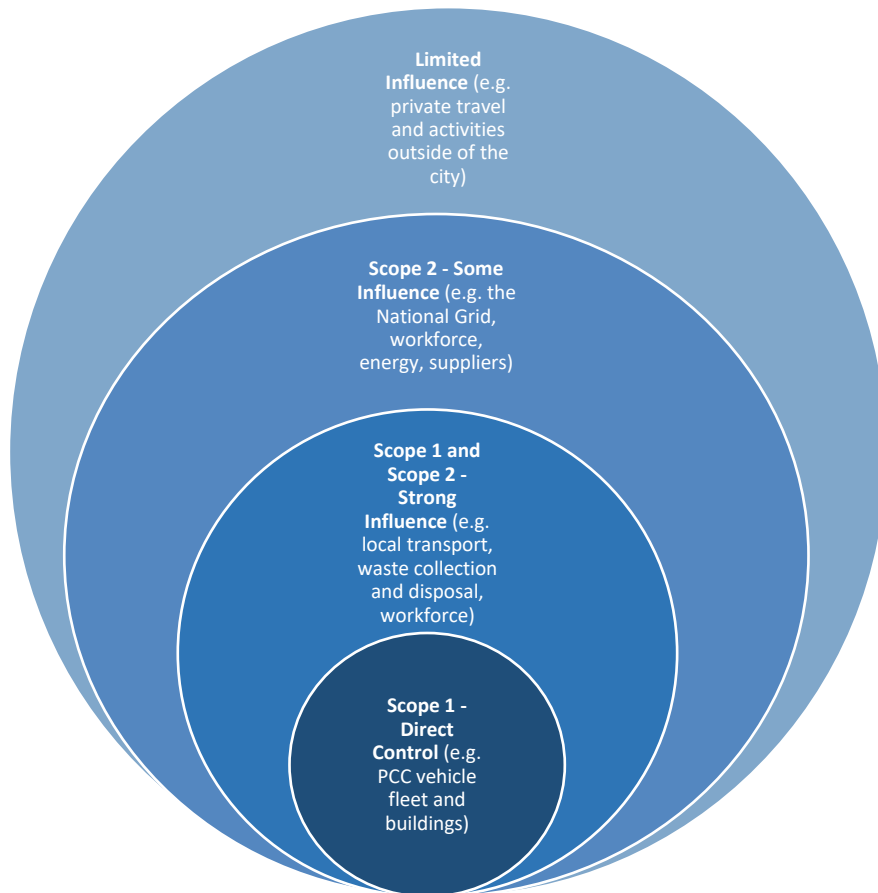 Limited
Influence (e.g.
private travel
and activities
outside of the
city)
Scope 2 - Some
Influence (e.g. the
National Grid,
workforce,
energy, suppliers)
Scope 1 and
Scope 2 -
Strong
Influence (e.g.
local transport,
waste collection
and disposal,
workforce)
Scope 1 -
Direct
Control (e.g.
PCC vehicle
fleet and
buildings)